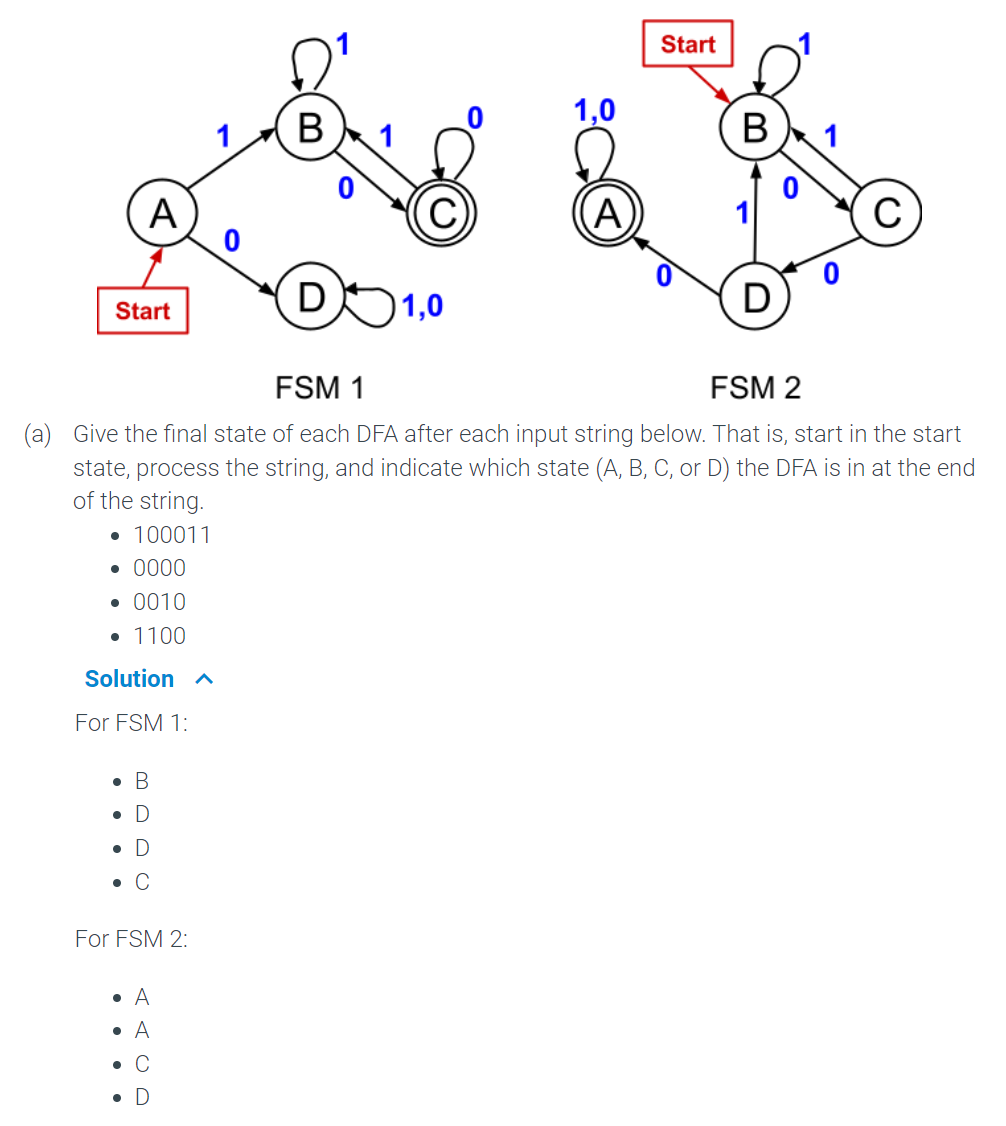 1
B
1
1
0
0
A
C
0
D
1,0
Start
FSM 1
Start
1
1,0
B
1
0
A
1
C
0
0
D
FSM 2
(a) Give the final state of each DFA after each input string below. That is, start in the start
state, process the string, and indicate which state (A, B, C, or D) the DFA is in at the end
of the string.
• 100011
• 0000
• 0010
• 1100
Solution
For FSM 1:
• B
• D
• D
• C
For FSM 2:
• A
• A
• C
• D